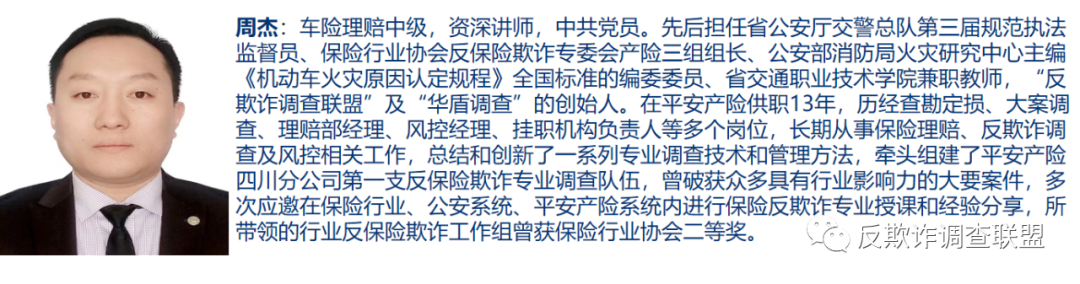 周杰：车险理赔中级，资深讲师，中共党员。先后担任省公安厅交警总队第三届规范执法
监督员、保险行业协会反保险欺诈专委会产险三组组长、公安部消防局火灾研究中心主编
《机动车火灾原因认定规程》全国标准的编委委员、省交通职业技术学院兼职教师，“反
欺诈调查联盟”及“华盾调查”的创始人。在平安产险供职13年，历经查勘定损、大案调
查、理赔部经理、风控经理、挂职机构负责人等多个岗位，长期从事保险理赔、反欺诈调
查及风控相关工作，总结和创新了一系列专业调查技术和管理方法，牵头组建了平安产险
四川分公司第一支反保险欺诈专业调查队伍，曾破获众多具有行业影响力的大要案件，多
次应邀在保险行业、公安系统、平安产险系统内进行保险反欺诈专业授课和经验分享，所
带领的行业反保险欺诈工作组曾获保险行业协会二等奖。
反欺诈调查联盟